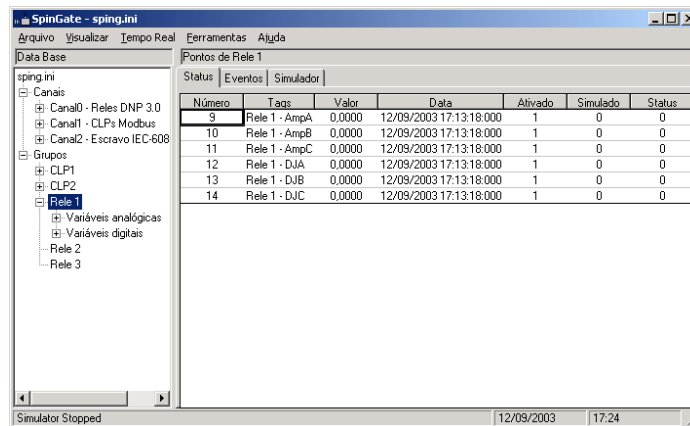 SpinGate - sping.ini
Arquivo Visualizar Tempo Real Ferramentas Ajuda
Data Base
Pontos de Rele 1
sping.ini
Canais
Canal0 - Reles DNP 3.0
Canal1 - CLPs Modbus
Canal2 - Escravo IEC-608
Grupos
CLP1
CLP2
Rele 1
Variáveis analógicas
Variáveis digitais
Rele 2
Rele 3
Status Eventos Simulador
Número Tags Valor Data Ativado Simulado Status
9 Rele 1 - AmpA 0,0000 12/09/2003 17:13:18:000 1 0 0
10 Rele 1 - AmpB 0,0000 12/09/2003 17:13:18:000 1 0 0
11 Rele 1 - AmpC 0,0000 12/09/2003 17:13:18:000 1 0 0
12 Rele 1 - DJA 0,0000 12/09/2003 17:13:18:000 1 0 0
13 Rele 1 - DJB 0,0000 12/09/2003 17:13:18:000 1 0 0
14 Rele 1 - DJC 0,0000 12/09/2003 17:13:18:000 1 0 0
Simulator Stopped 12/09/2003 17:24